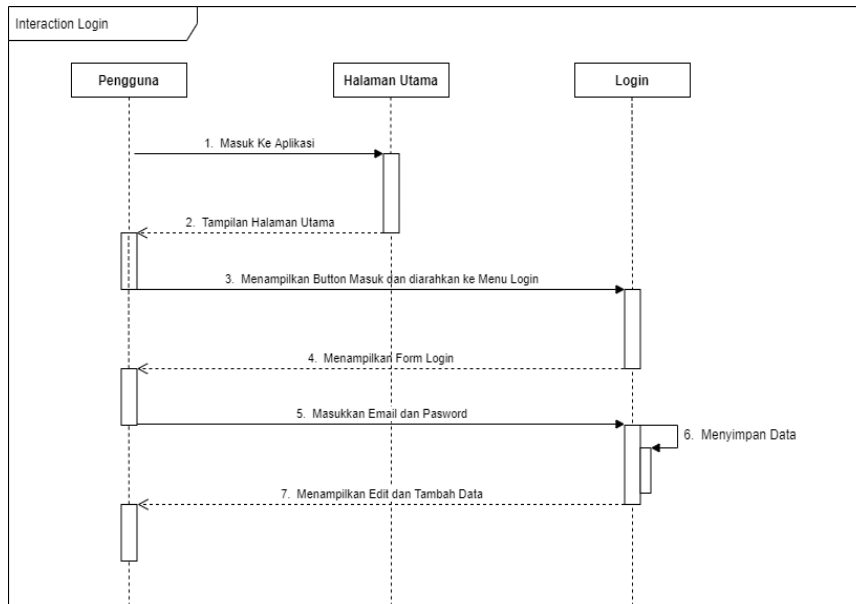 Interaction Login
Pengguna
Halaman Utama
Login
1. Masuk Ke Aplikasi
2. Tampilan Halaman Utama
3. Menampilkan Button Masuk dan diarahkan ke Menu Login
4. Menampilkan Form Login
5. Masukkan Email dan Pasword
6. Menyimpan Data
7. Menampilkan Edit dan Tambah Data